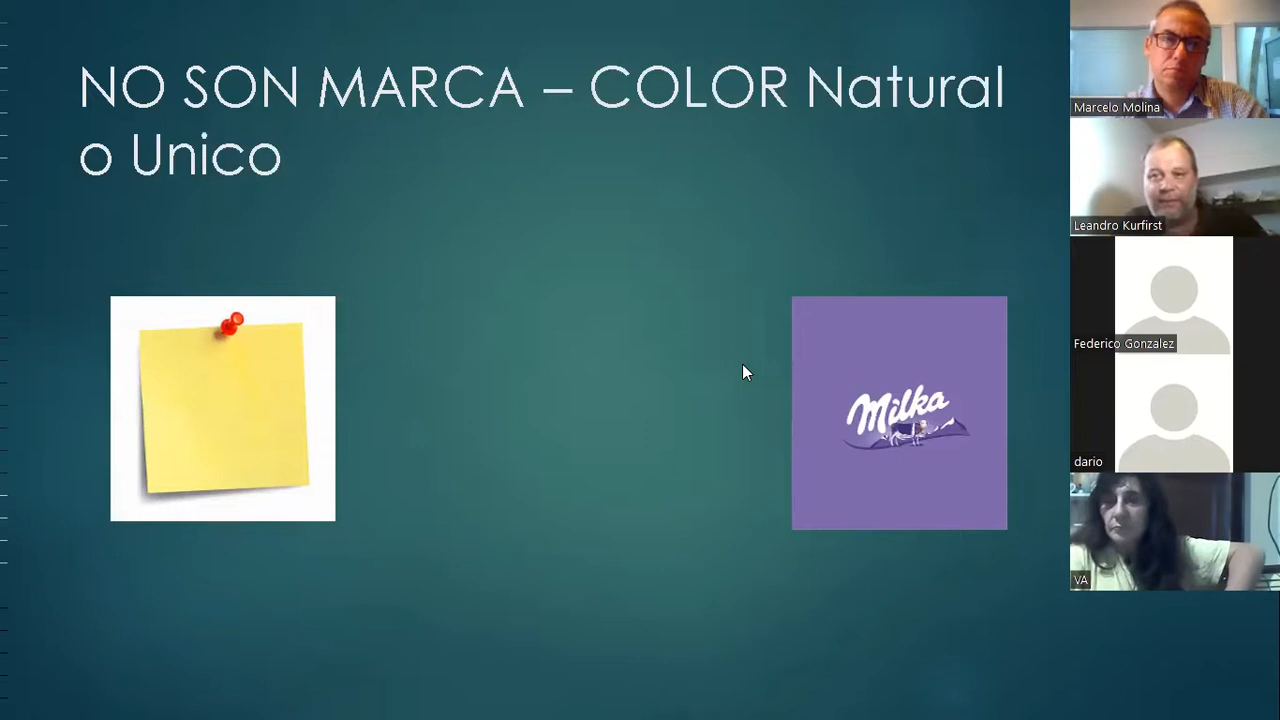 NO SON MARCA – COLOR Natural
o Unico
Milka
Marcelo Molina
Leandro Kurfirst
Federico Gonzalez
dario
VA